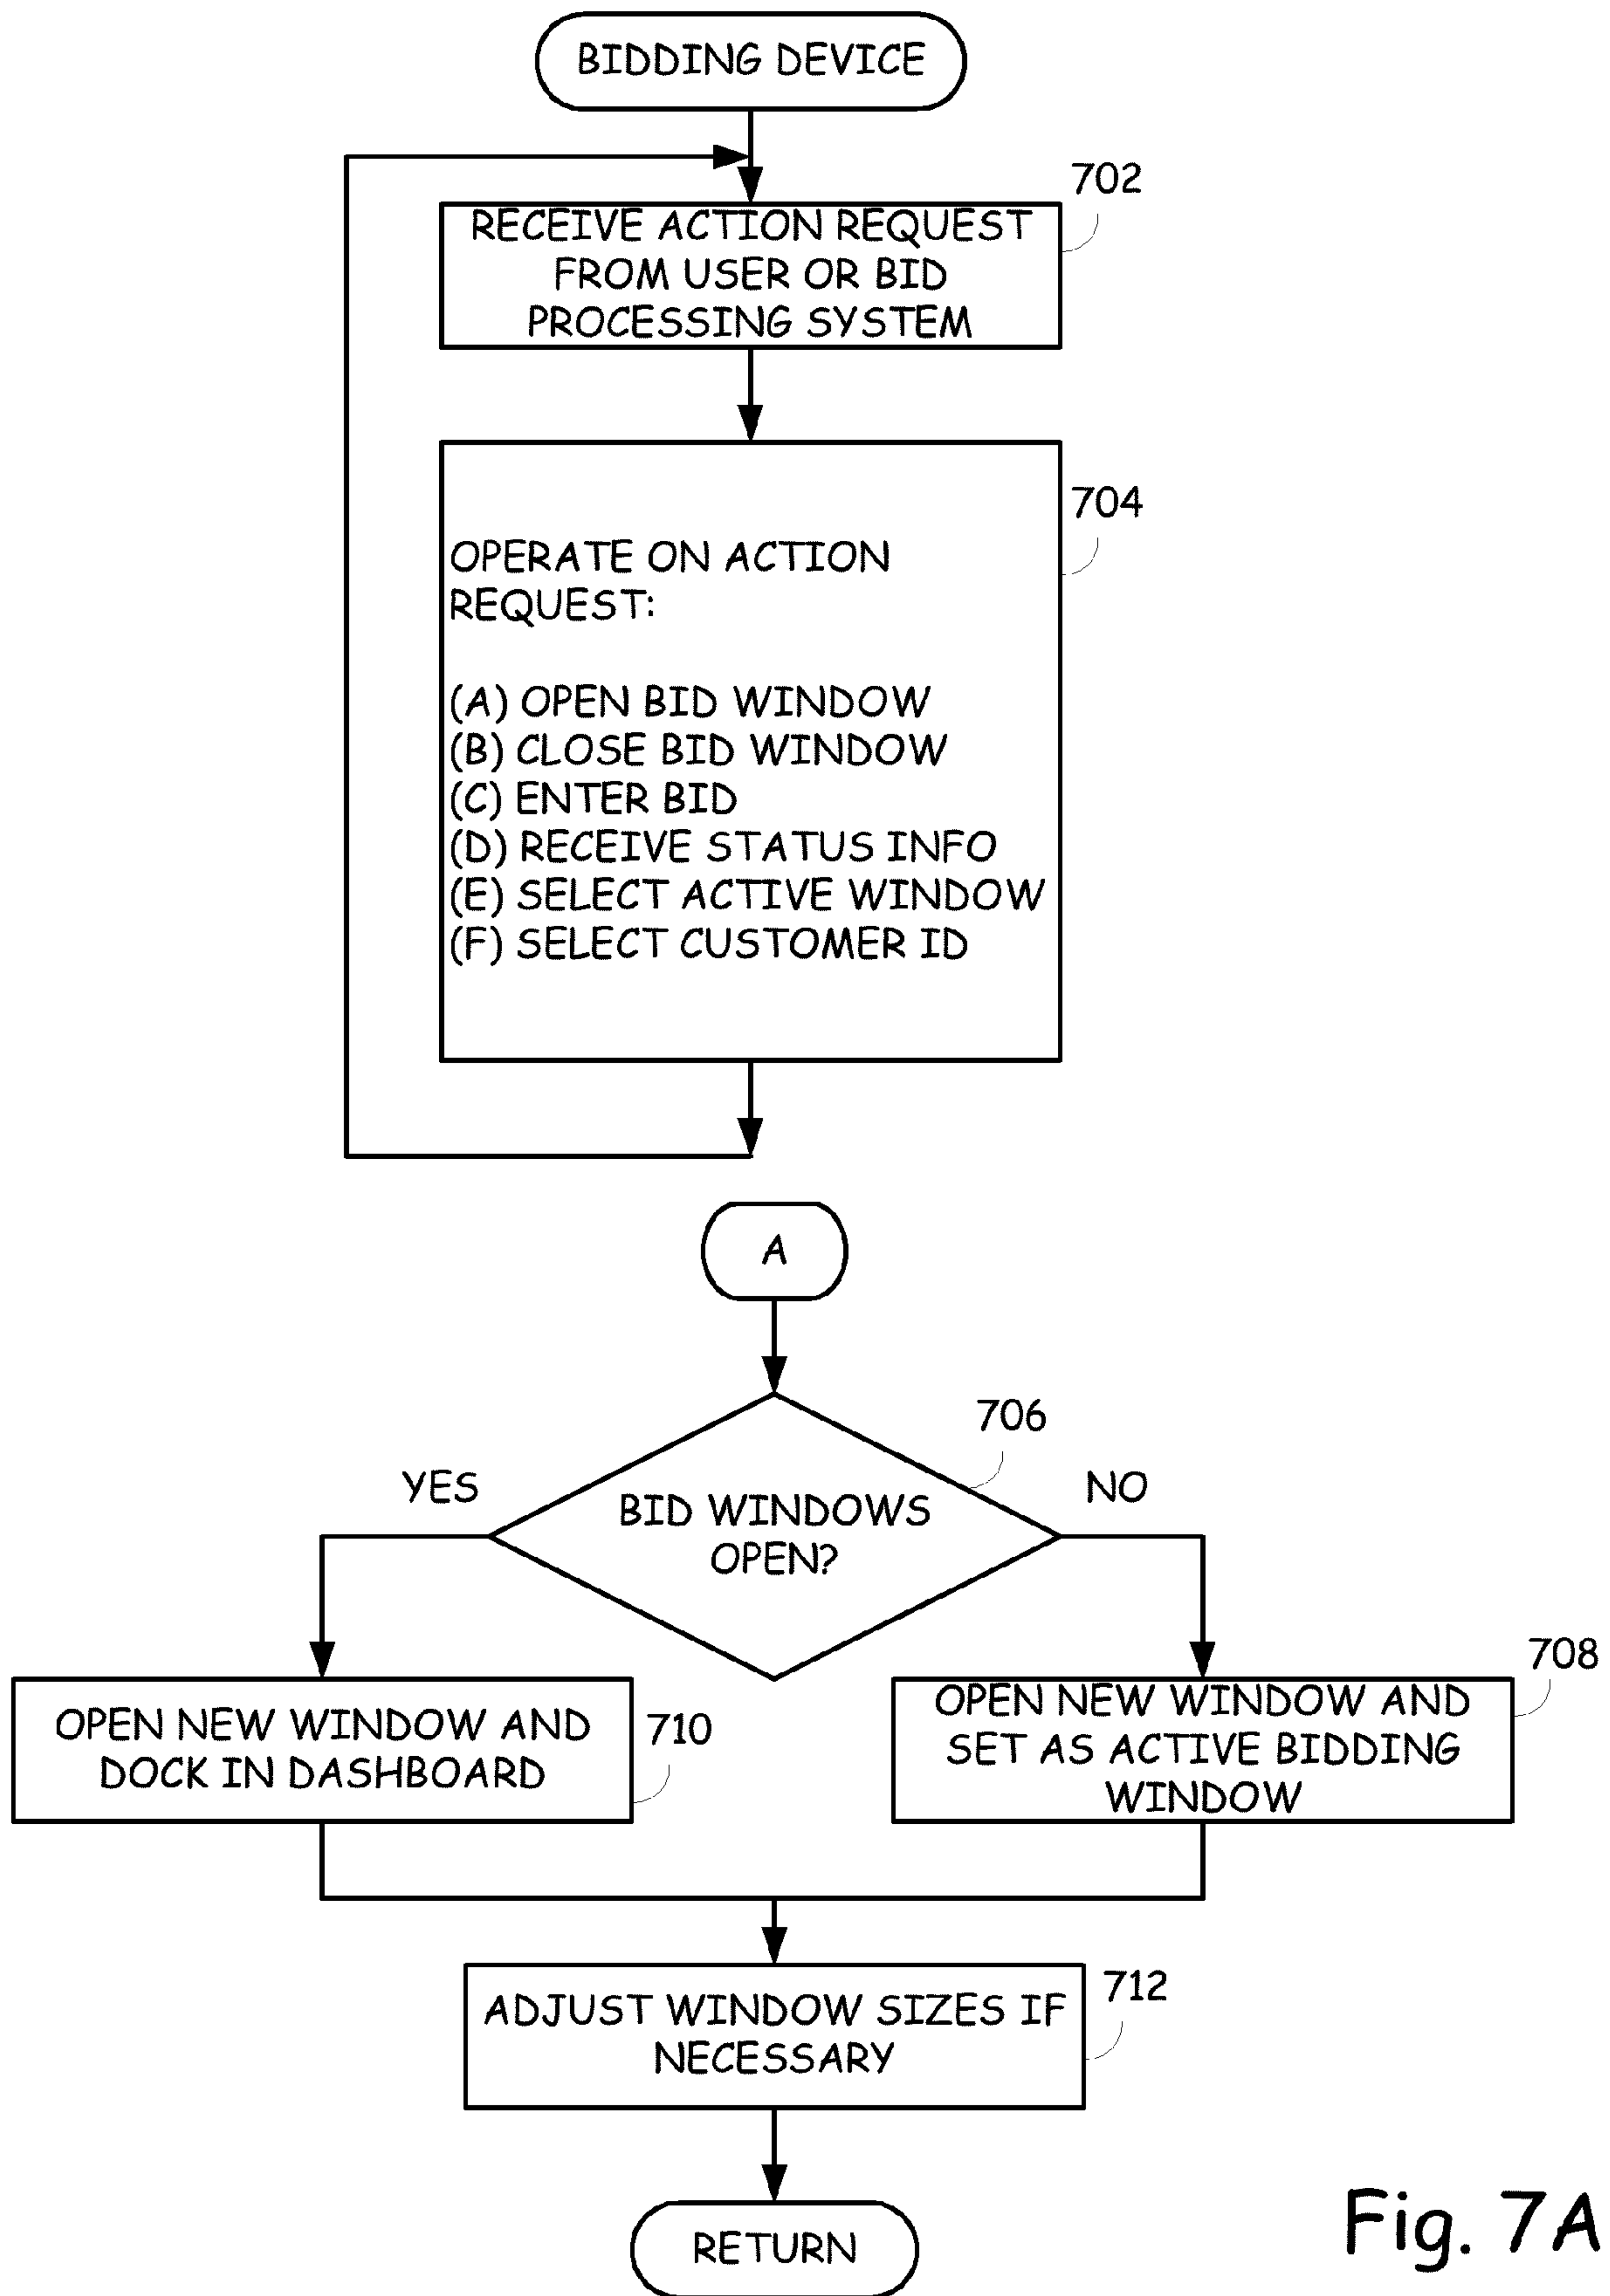 BIDDING DEVICE
702
RECEIVE ACTION REQUEST
FROM USER OR BID
PROCESSING SYSTEM
704
OPERATE ON ACTION
REQUEST:
(A) OPEN BID WINDOW
(B) CLOSE BID WINDOW
(C) ENTER BID
(D) RECEIVE STATUS INFO
(E) SELECT ACTIVE WINDOW
(F) SELECT CUSTOMER ID
A
706
YES
NO
BID WINDOWS
OPEN?
710
OPEN NEW WINDOW AND
DOCK IN DASHBOARD
708
OPEN NEW WINDOW AND
SET AS ACTIVE BIDDING
WINDOW
712
ADJUST WINDOW SIZES IF
NECESSARY
RETURN
Fig. 7A